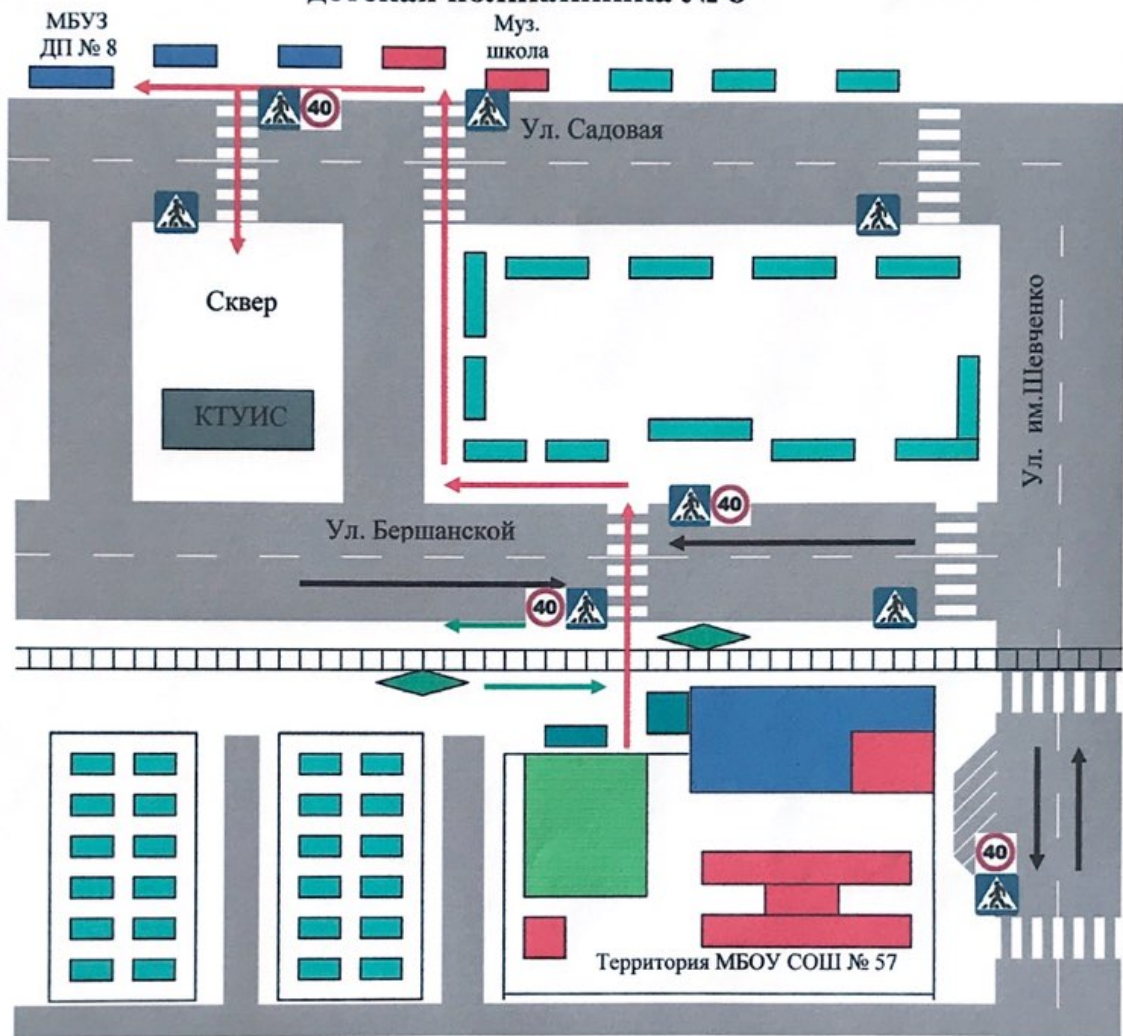 МБУЗ
ДП № 8
Муз.
школа
40
Ул. Садовая
Сквер
КТУИС
Ул. им.Шевченко
40
Ул. Бершанской
40
40
Территория МБОУ СОШ № 57